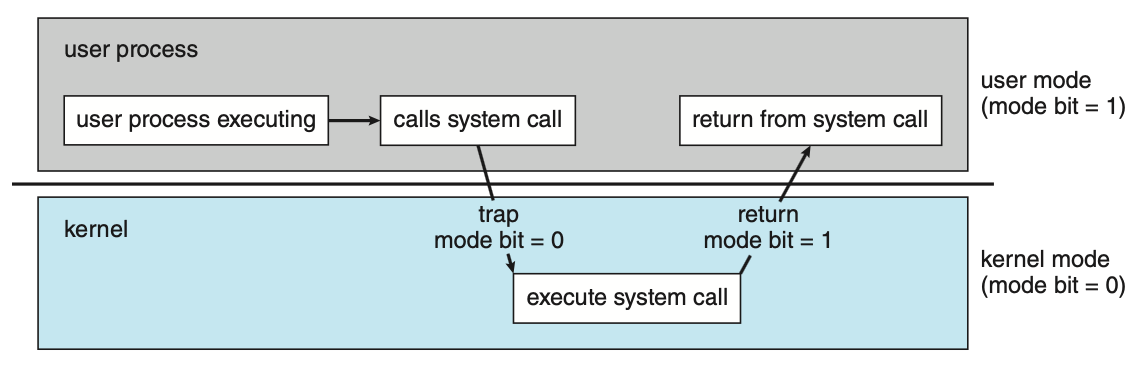 user process
user process executing
calls system call
return from system call
user mode
(mode bit = 1)
kernel
trap
mode bit = 0
return
mode bit = 1
execute system call
kernel mode
(mode bit = 0)